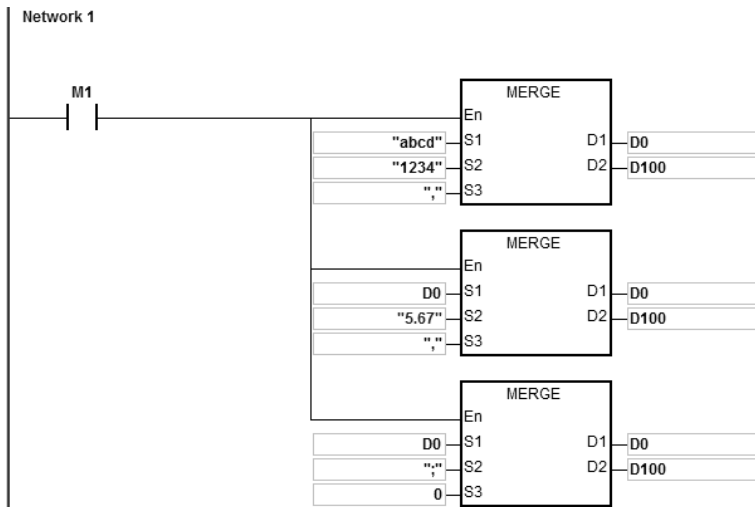 Network 1
M1
MERGE
En
"abcd" S1 D1 D0
"1234" S2 D2 D100
"," S3
MERGE
En
D0 S1 D1 D0
"5.67" S2 D2 D100
"," S3
MERGE
En
D0 S1 D1 D0
";" S2 D2 D100
0 S3